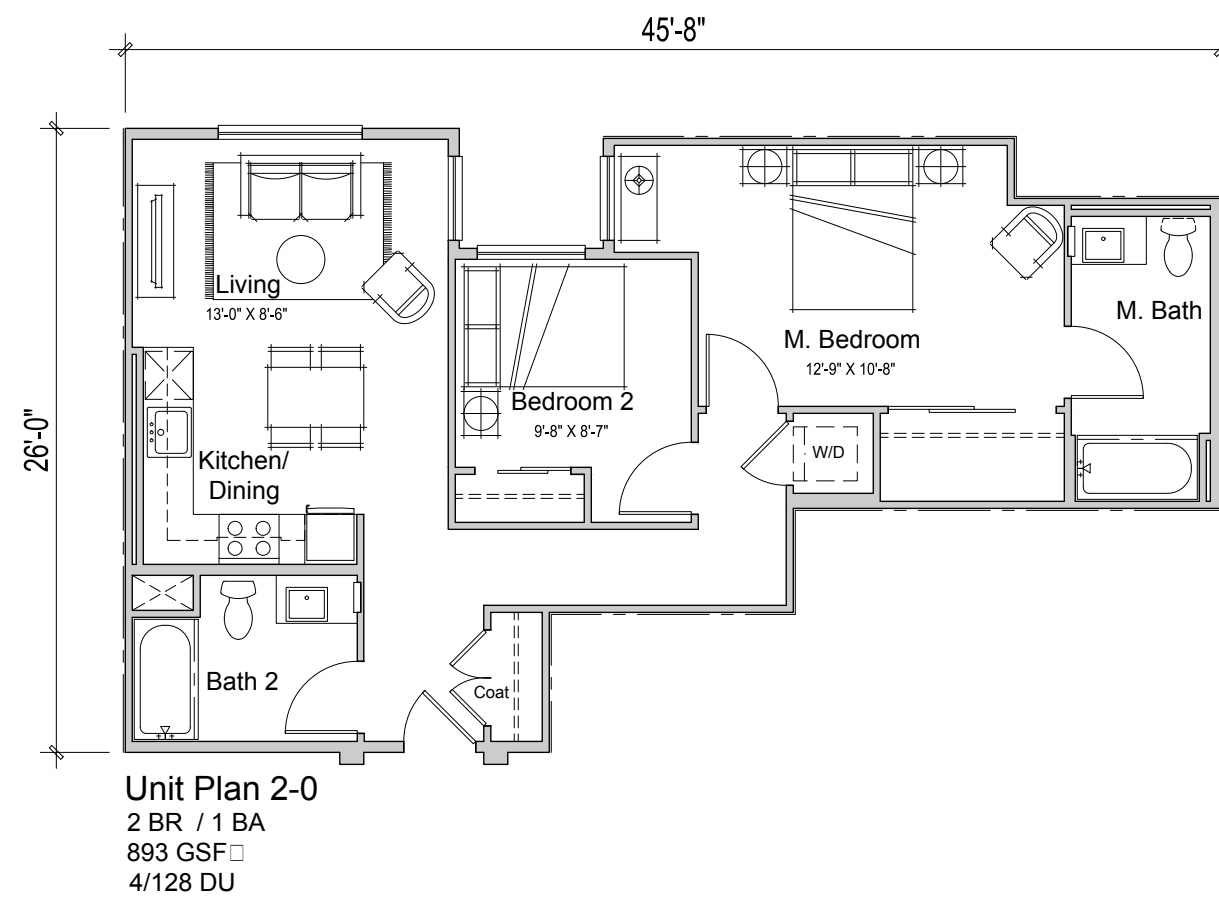 45'-8"
26'-0"
Living
13'-0" X 8'-6"
M. Bath
M. Bedroom
12'-9" X 10'-8"
Bedroom 2
9'-8" X 8'-7"
W/D
Kitchen/
Dining
Bath 2
Coat
Unit Plan 2-0
2 BR / 1 BA
893 GSF□
4/128 DU